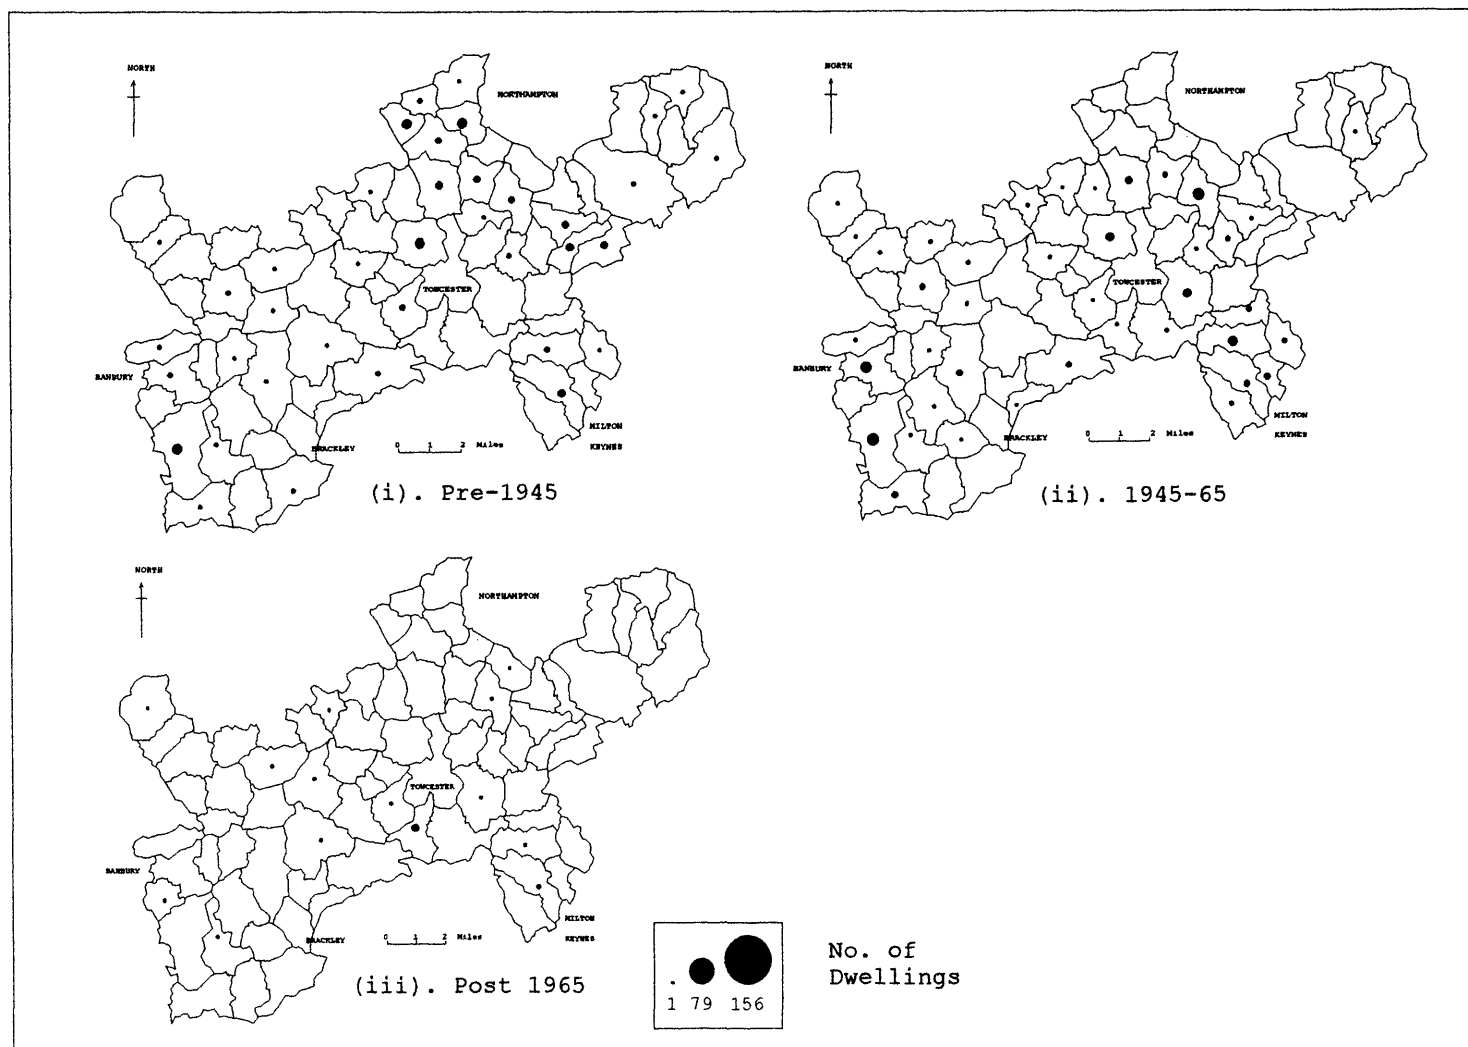 NORTH
NORTHAMPTON
TOWCESTER
BANBURY
MILTON
KEYNES
BRACKLEY
0 1 2 Miles
(i). Pre-1945
NORTH
NORTHAMPTON
TOWCESTER
BANBURY
MILTON
KEYNES
BRACKLEY
0 1 2 Miles
(ii). 1945-65
NORTH
NORTHAMPTON
TOWCESTER
BANBURY
MILTON
KEYNES
BRACKLEY
0 1 2 Miles
(iii). Post 1965
1 79 156
No. of
Dwellings